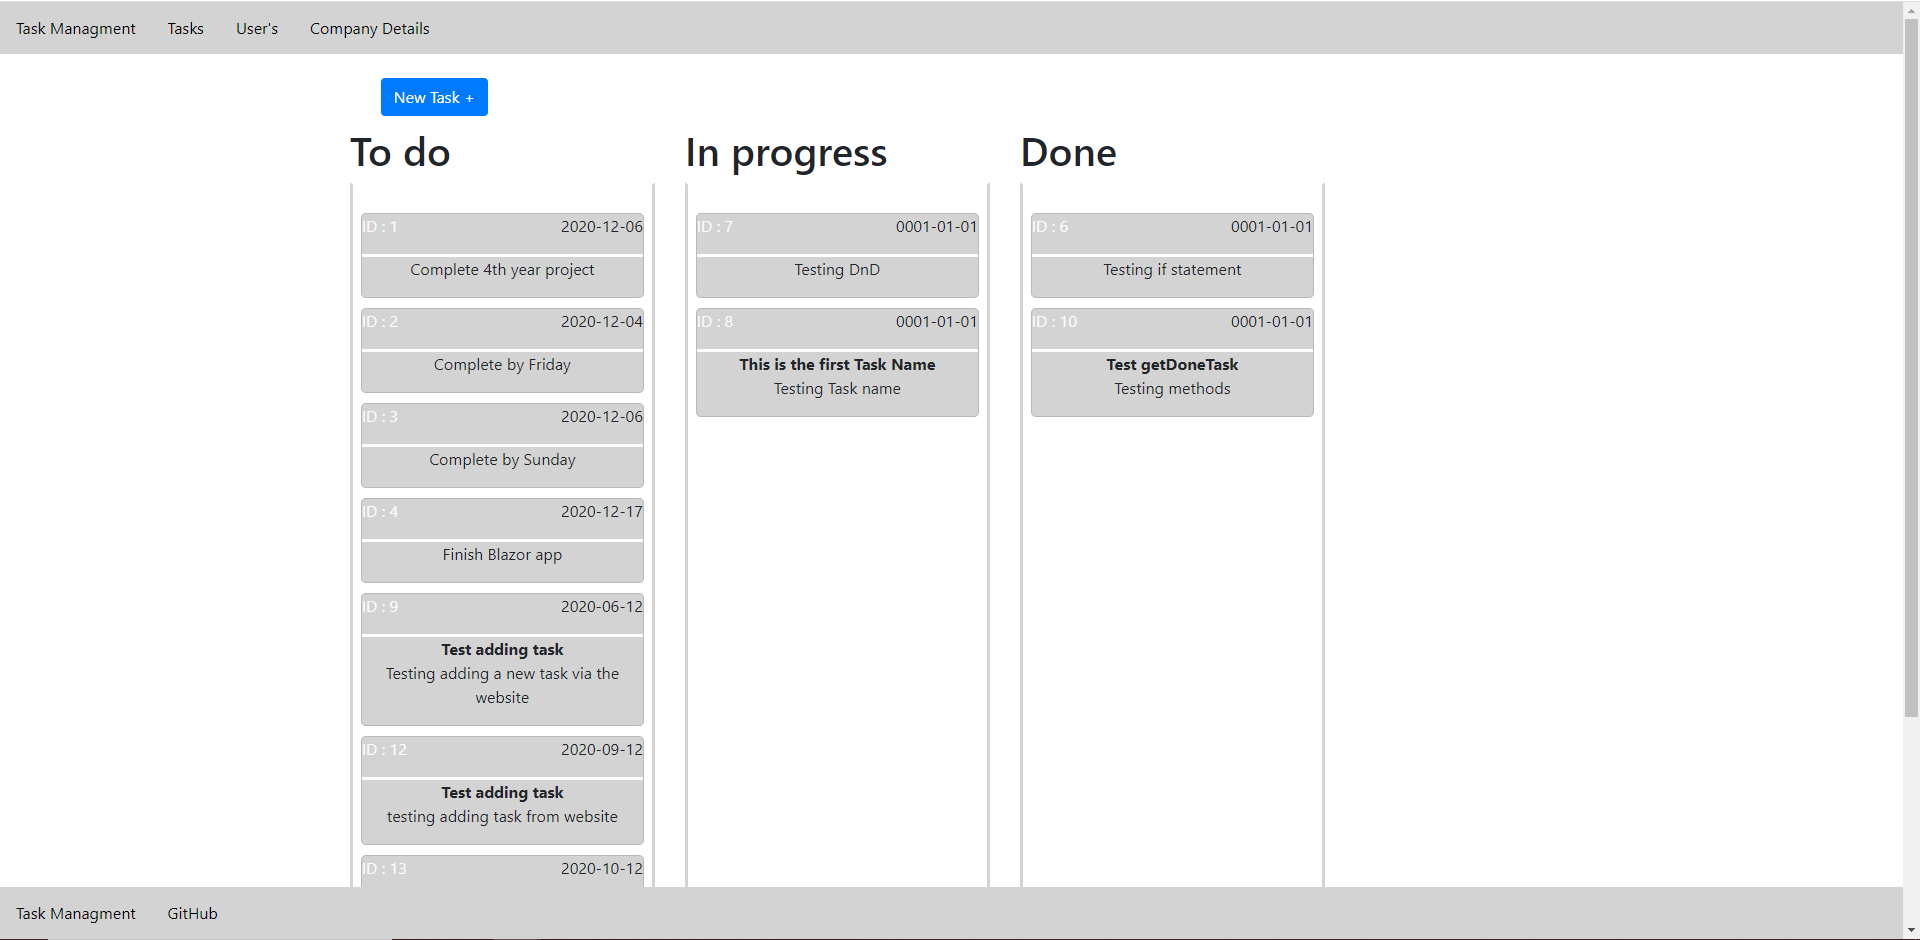 Task Managment Tasks User's Company Details
New Task +
To do
ID : 1 2020-12-06
Complete 4th year project
ID : 2 2020-12-04
Complete by Friday
ID : 3 2020-12-06
Complete by Sunday
ID : 4 2020-12-17
Finish Blazor app
ID : 9 2020-06-12
Test adding task
Testing adding a new task via the
website
ID : 12 2020-09-12
Test adding task
testing adding task from website
ID : 13 2020-10-12
In progress
ID : 7 0001-01-01
Testing DnD
ID : 8 0001-01-01
This is the first Task Name
Testing Task name
Done
ID : 6 0001-01-01
Testing if statement
ID : 10 0001-01-01
Test getDoneTask
Testing methods
Task Managment GitHub